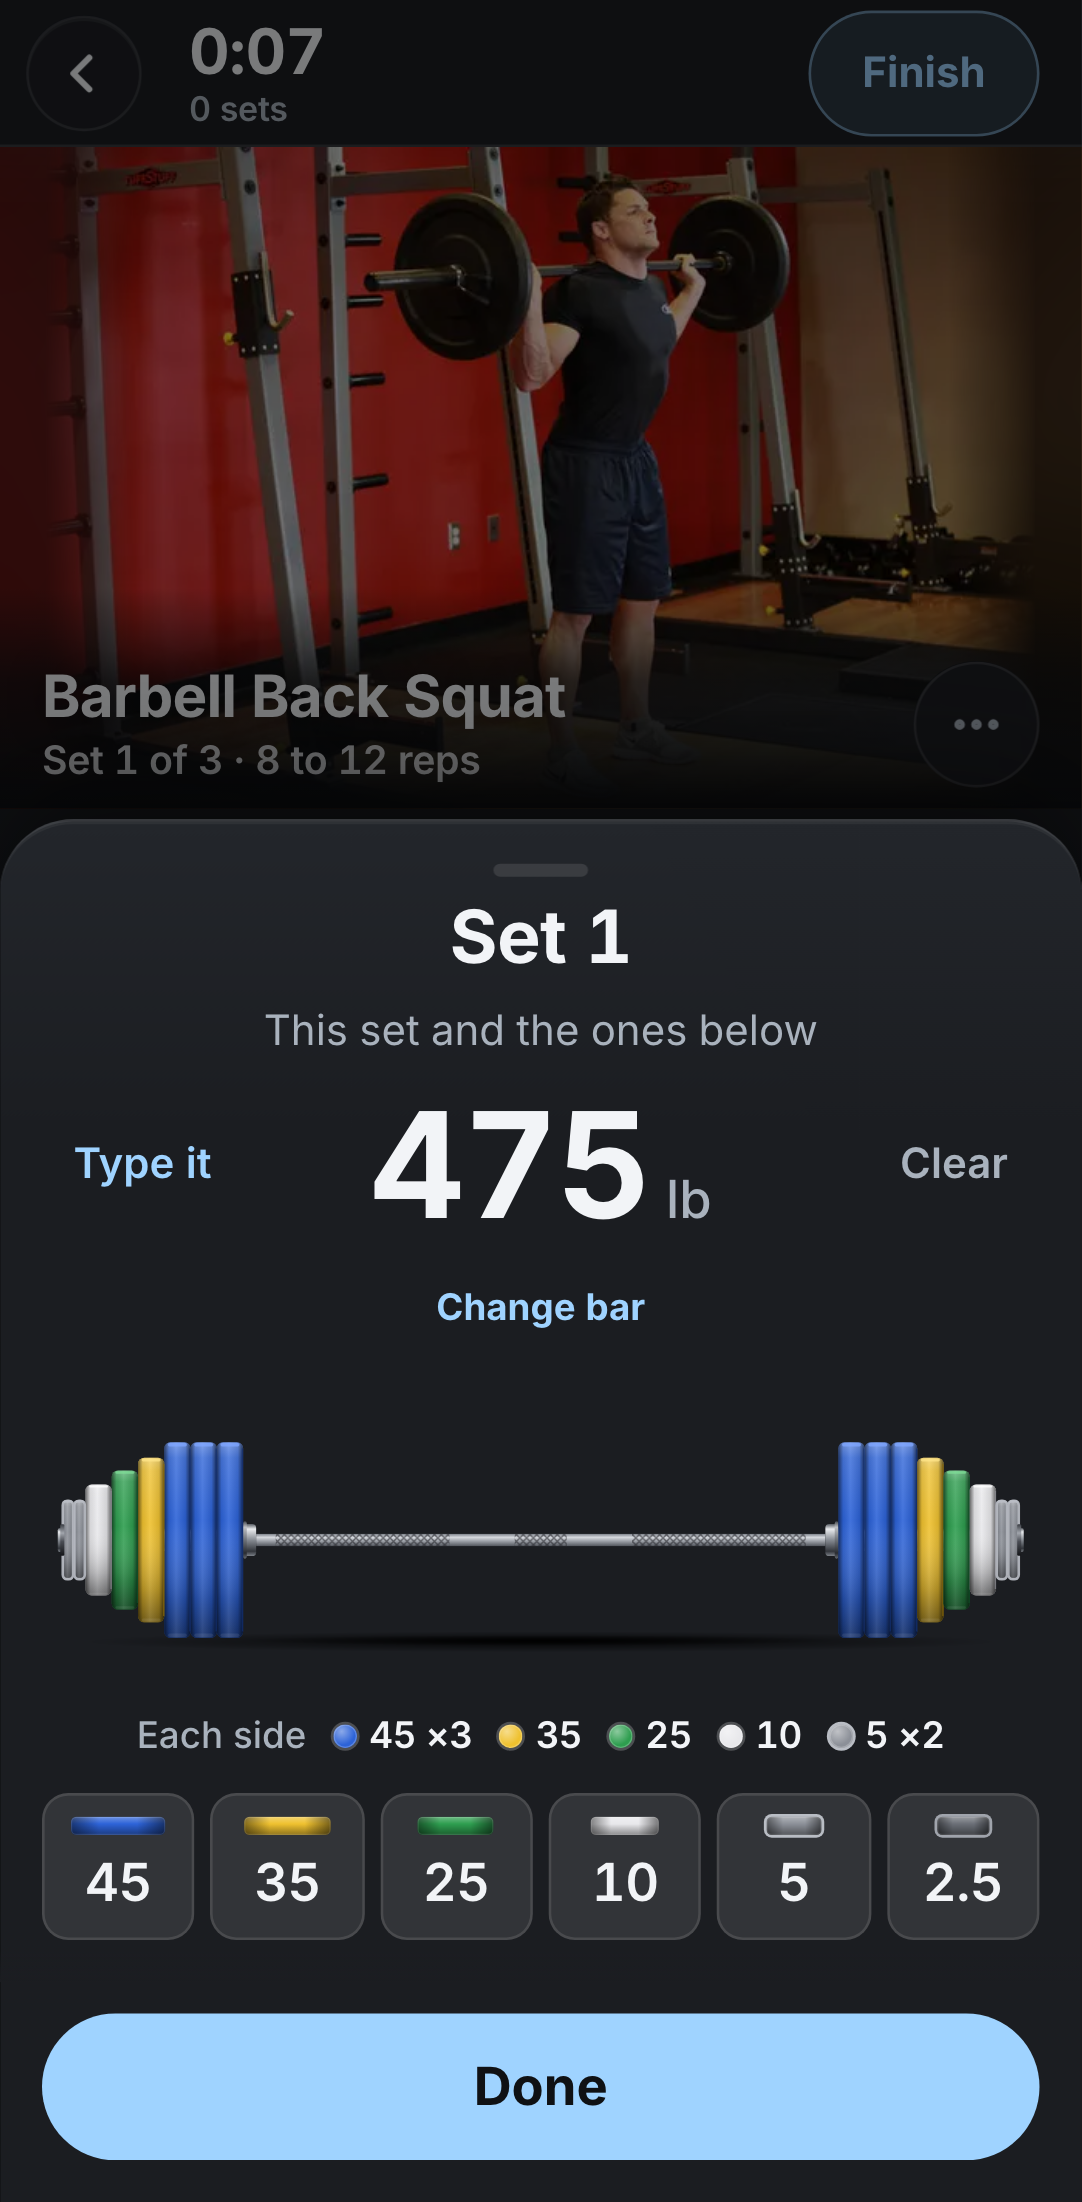 0:07
0 sets
Finish
Barbell Back Squat
Set 1 of 3 · 8 to 12 reps
Set 1
This set and the ones below
Type it
475 lb
Clear
Change bar
Each side 45 ×3 35 25 10 5 ×2
45 35 25 10 5 2.5
Done